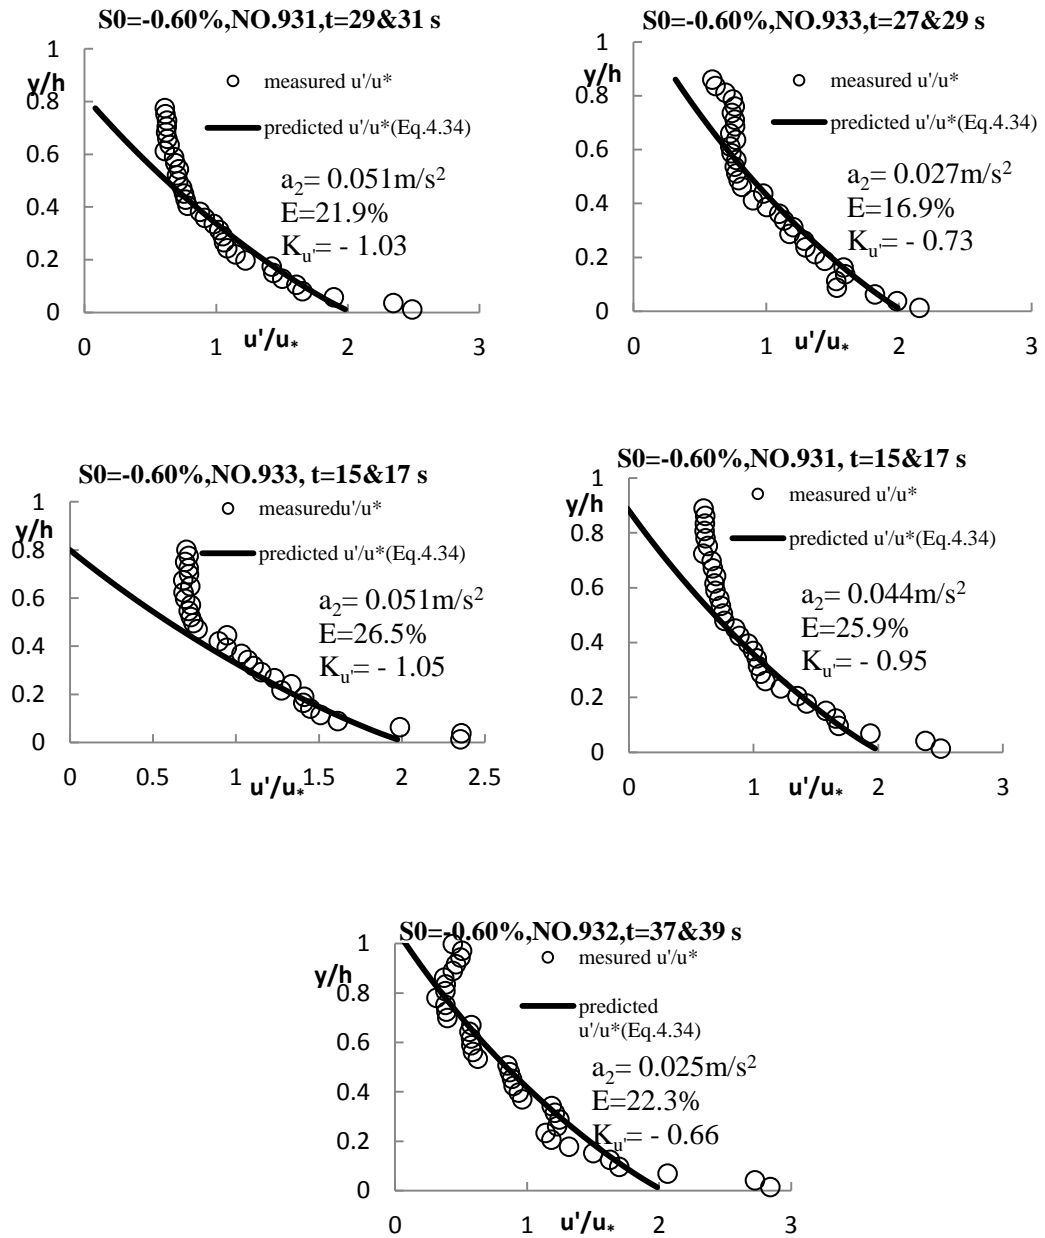 S0=-0.60%,NO.931,t=29&31 s
1
y/h
measured u'/u*
0.8
predicted u'/u*(Eq.4.34)
0.6
a2= 0.051m/s2
E=21.9%
0.4
Ku'= - 1.03
0.2
0
0
1
2
3
u'/u*
S0=-0.60%,NO.933,t=27&29 s
1
y/h
measured u'/u*
0.8
predicted u'/u*(Eq.4.34)
0.6
a2= 0.027m/s2
E=16.9%
0.4
Ku'= - 0.73
0.2
0
0
1
2
3
u'/u*
S0=-0.60%,NO.933, t=15&17 s
1
y/h
measuredu'/u*
0.8
predicted u'/u*(Eq.4.34)
0.6
a2= 0.051m/s2
E=26.5%
0.4
Ku'= - 1.05
0.2
0
0
0.5
1
1.5
2
2.5
u'/u*
S0=-0.60%,NO.931, t=15&17 s
1
y/h
measured u'/u*
0.8
predicted u'/u*(Eq.4.34)
0.6
a2= 0.044m/s2
E=25.9%
0.4
Ku'= - 0.95
0.2
0
0
1
2
3
u'/u*
S0=-0.60%,NO.932,t=37&39 s
1
y/h
mesured u'/u*
0.8
predicted
u'/u*(Eq.4.34)
0.6
a2= 0.025m/s2
E=22.3%
0.4
Ku'= - 0.66
0.2
0
0
1
2
3
u'/u*